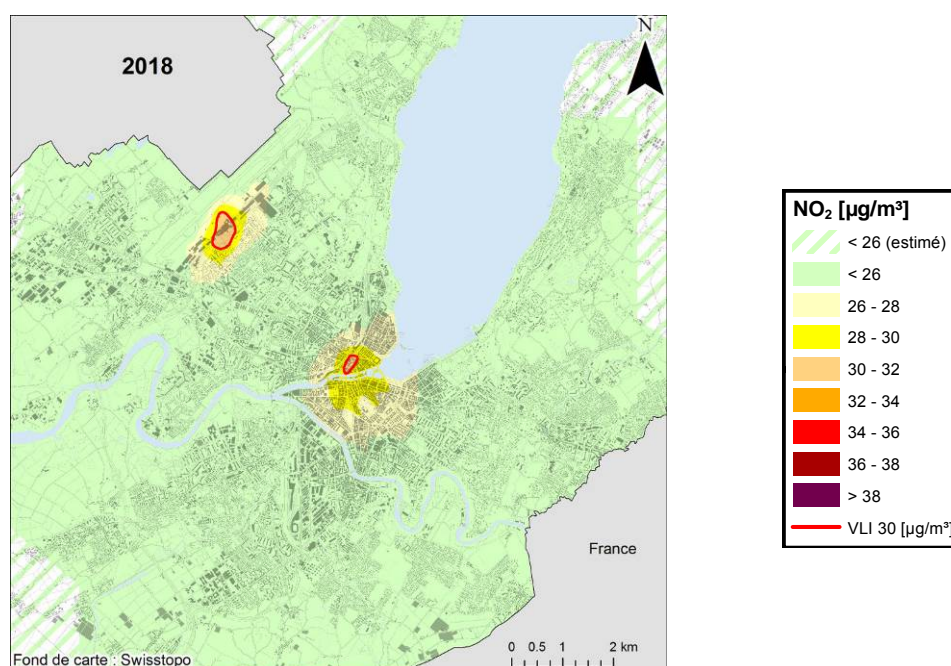 2018
N
NO₂ [µg/m³]
< 26 (estimé)
< 26
26 - 28
28 - 30
30 - 32
32 - 34
34 - 36
36 - 38
> 38
VLI 30 [µg/m³]
France
0 0.5 1 2 km
Fond de carte : Swisstopo